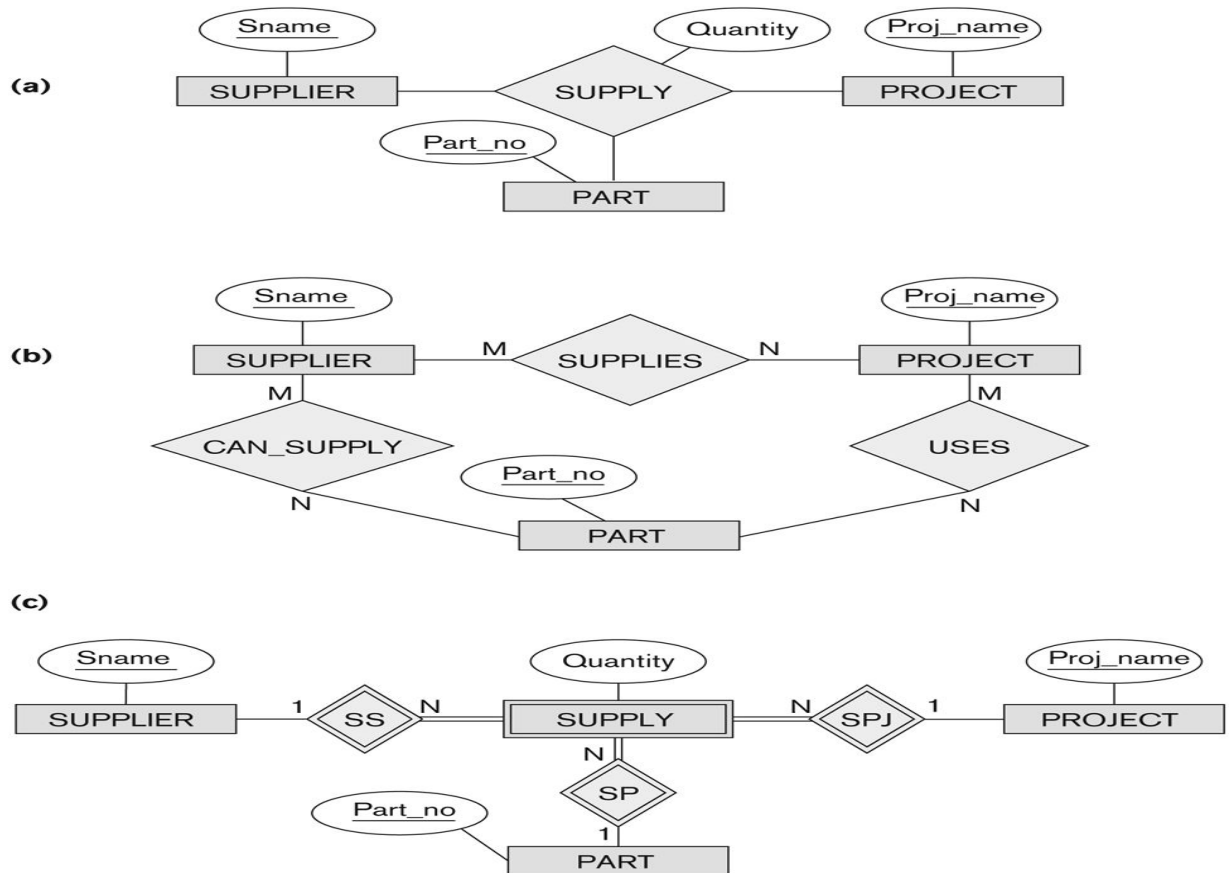 Sname Quantity Proj_name
(a) SUPPLIER SUPPLY PROJECT
Part_no
PART
Sname Proj_name
(b) SUPPLIER M SUPPLIES N PROJECT
M M
CAN_SUPPLY USES
Part_no
N N
PART
(c)
Sname Quantity Proj_name
SUPPLIER 1 SS N SUPPLY N SPJ 1 PROJECT
N
SP
Part_no
1
PART